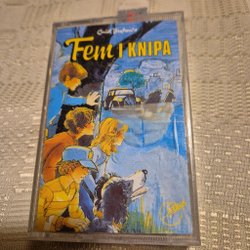 Enid Blyton's
Fem I KNIPA